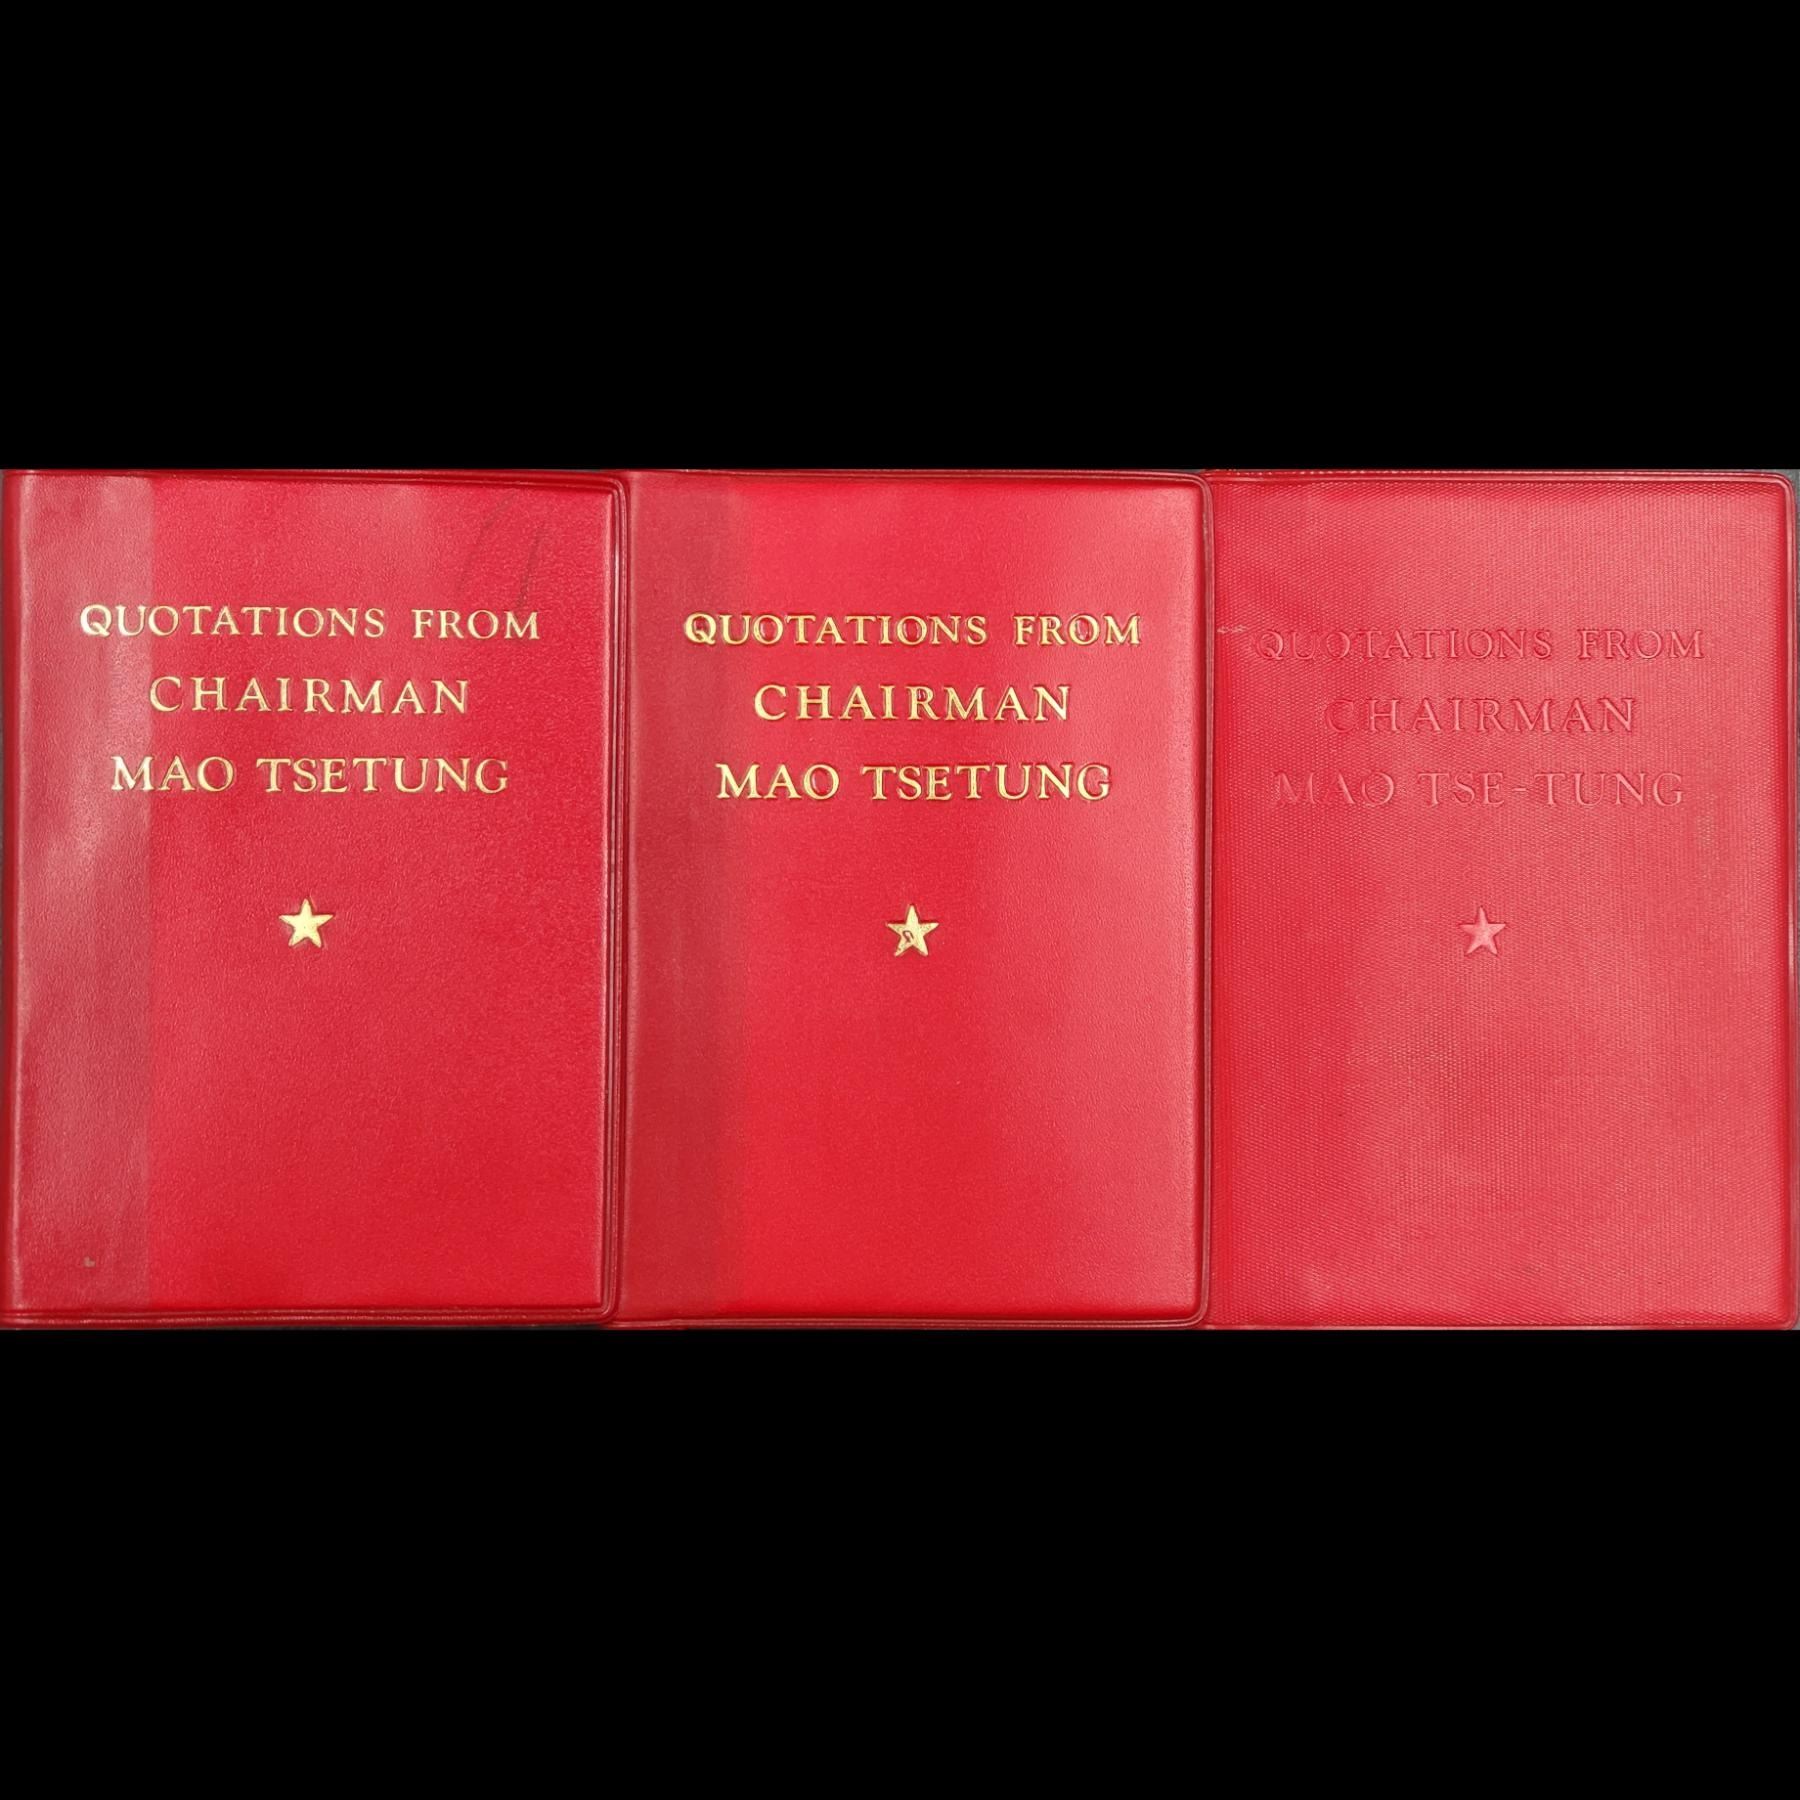 QUOTATIONS FROM
CHAIRMAN
MAO TSETUNG
QUOTATIONS FROM
CHAIRMAN
MAO TSETUNG
QUOTATIONS FROM
CHAIRMAN
MAO TSE-TUNG